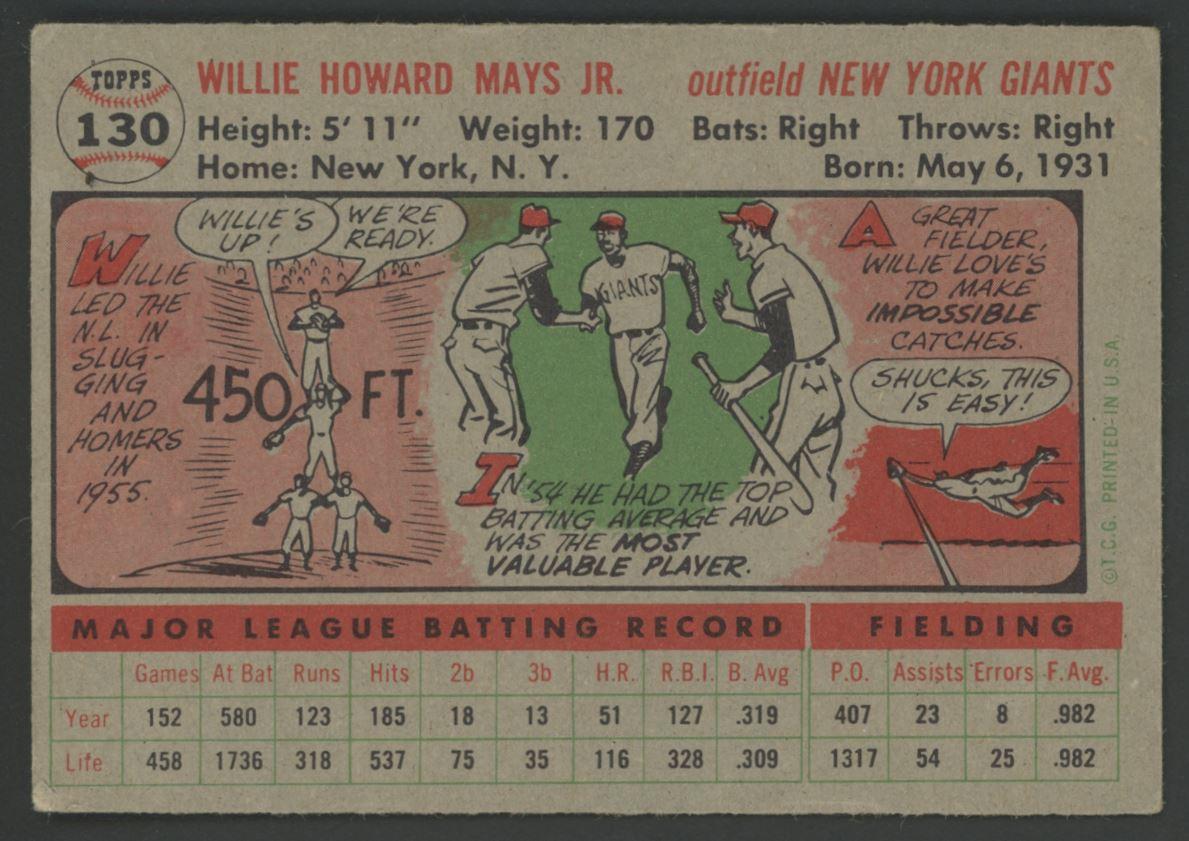 TOPPS
130
WILLIE HOWARD MAYS JR. outfield NEW YORK GIANTS
Height: 5' 11" Weight: 170 Bats: Right Throws: Right
Home: New York, N. Y. Born: May 6, 1931
WILLIE
LED THE
N.L. IN
SLUG-
GING
AND
HOMERS
IN
1955.
WILLIE'S
UP!
WE'RE
READY.
450 FT.
GIANTS
IN '54 HE HAD THE TOP
BATTING AVERAGE AND
WAS THE MOST
VALUABLE PLAYER.
A GREAT
FIELDER,
WILLIE LOVE'S
TO MAKE
IMPOSSIBLE
CATCHES.
SHUCKS, THIS
IS EASY!
©T.C.G. PRINTED IN U.S.A.
MAJOR LEAGUE BATTING RECORD FIELDING
Games At Bat Runs Hits 2b 3b H.R. R.B.I. B. Avg P.O. Assists Errors F. Avg.
Year 152 580 123 185 18 13 51 127 .319 407 23 8 .982
Life 458 1736 318 537 75 35 116 328 .309 1317 54 25 .982